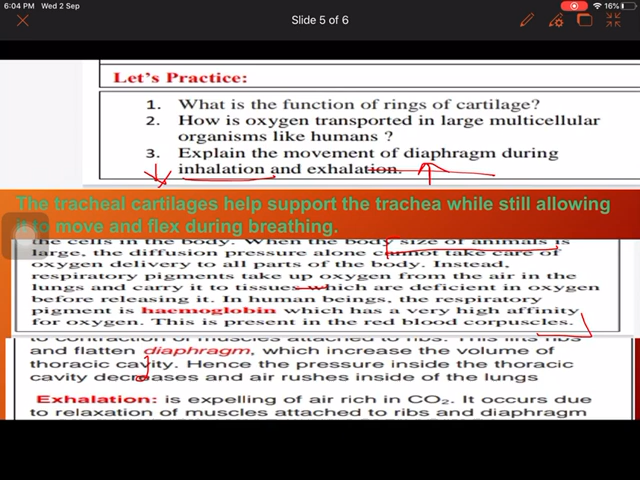 6:04 PM Wed 2 Sep
16%
Slide 5 of 6
Let's Practice:
1. What is the function of rings of cartilage?
2. How is oxygen transported in large multicellular
organisms like humans ?
3. Explain the movement of diaphragm during
inhalation and exhalation.
The tracheal cartilages help support the trachea while still allowing
it to move and flex during breathing.
the cells in the body. When the body size of animals is
large, the diffusion pressure alone cannot take care of
oxygen delivery to all parts of the body. Instead,
respiratory pigments take up oxygen from the air in the
lungs and carry it to tissues which are deficient in oxygen
before releasing it. In human beings, the respiratory
pigment is haemoglobin which has a very high affinity
for oxygen. This is present in the red blood corpuscles.
to contraction of muscles attached to ribs. This lifts ribs
and flatten diaphragm, which increase the volume of
thoracic cavity. Hence the pressure inside the thoracic
cavity decreases and air rushes inside of the lungs
Exhalation: is expelling of air rich in CO₂. It occurs due
to relaxation of muscles attached to ribs and diaphragm